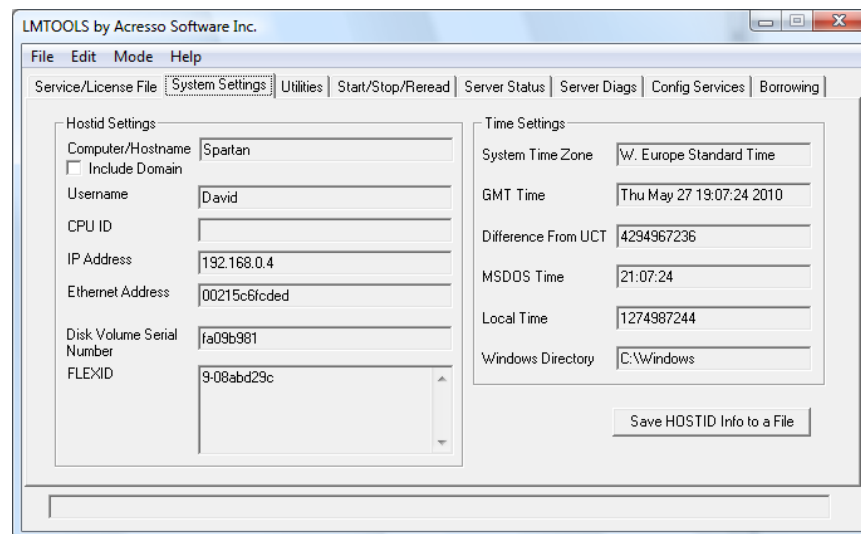 LMTOOLS by Acresso Software Inc.
File Edit Mode Help
Service/License File System Settings Utilities Start/Stop/Reread Server Status Server Diags Config Services Borrowing
Hostid Settings
Computer/Hostname Spartan
Include Domain
Username David
CPU ID
IP Address 192.168.0.4
Ethernet Address 00215c6fcded
Disk Volume Serial
Number
fa09b981
FLEXID 9-08abd29c
Time Settings
System Time Zone W. Europe Standard Time
GMT Time Thu May 27 19:07:24 2010
Difference From UCT 4294967236
MSDOS Time 21:07:24
Local Time 1274987244
Windows Directory C:\Windows
Save HOSTID Info to a File